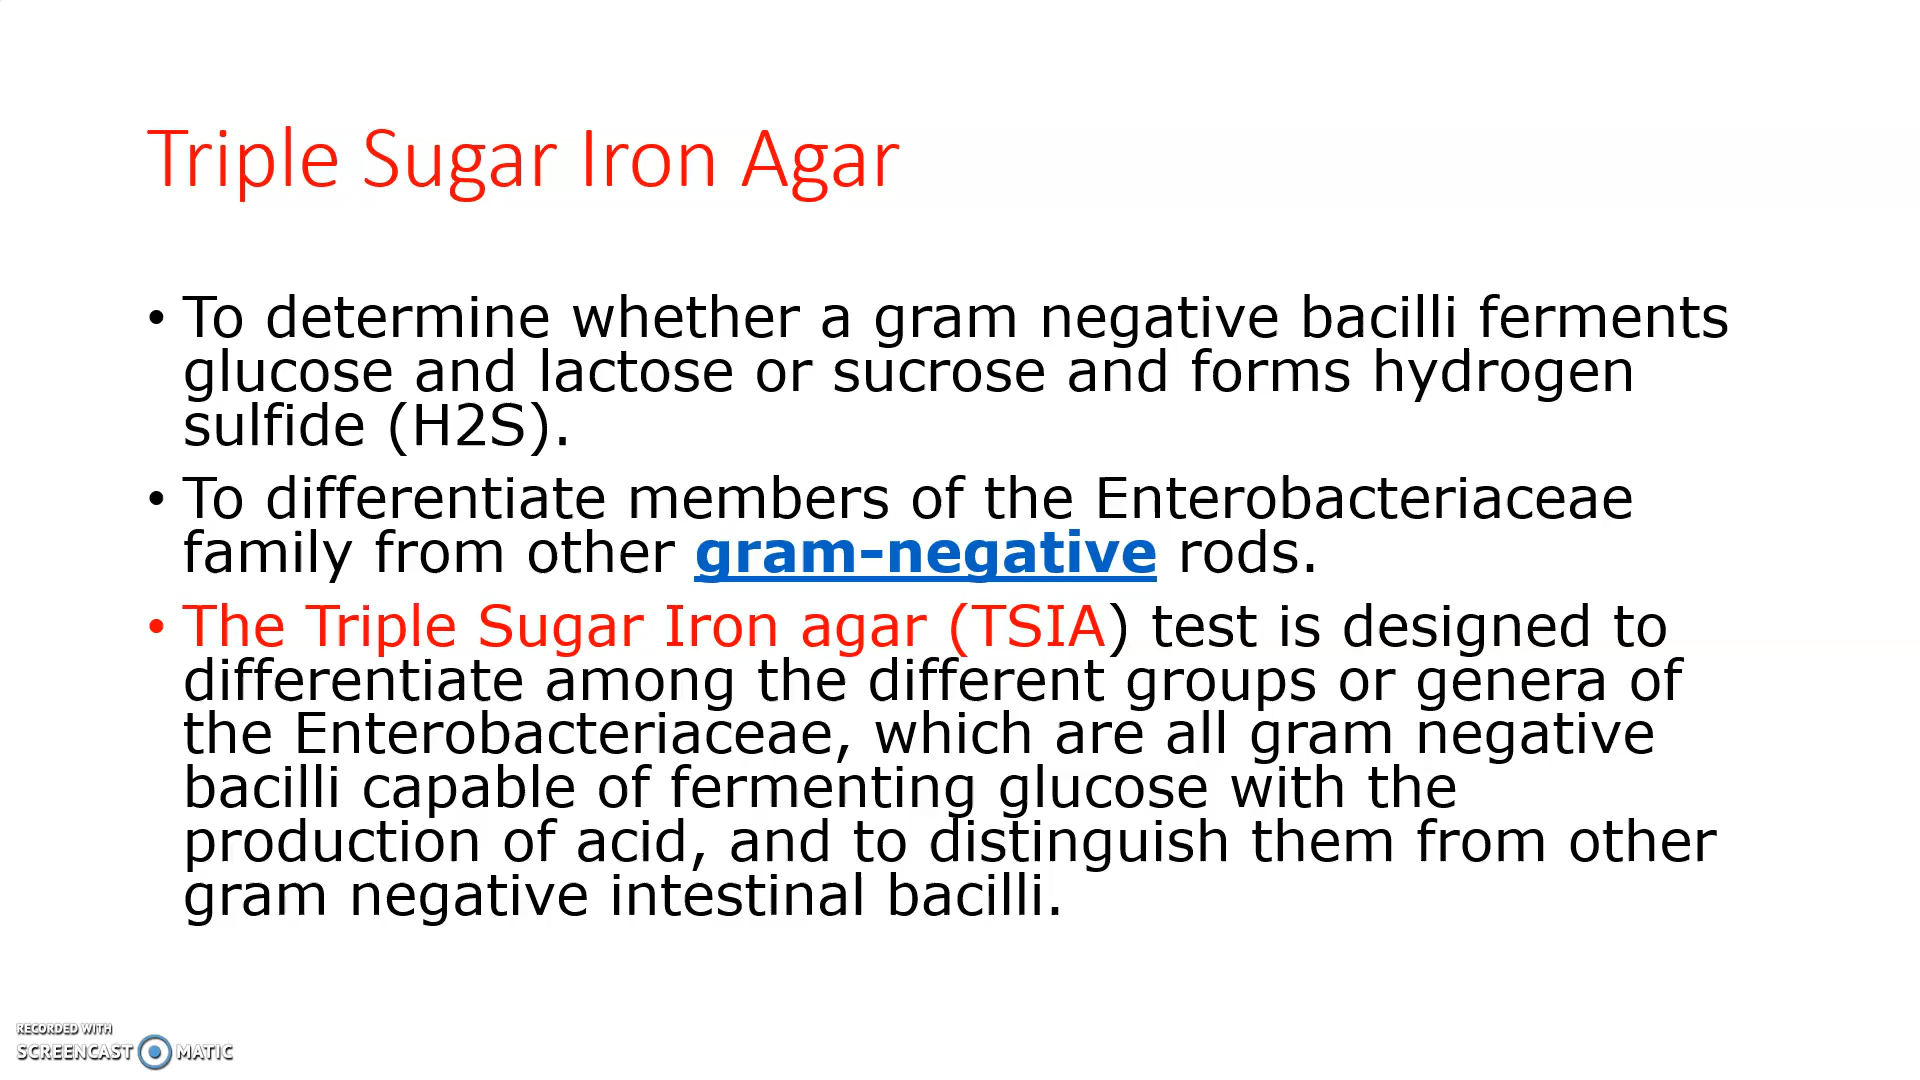 Triple Sugar Iron Agar
• To determine whether a gram negative bacilli ferments
glucose and lactose or sucrose and forms hydrogen
sulfide (H2S).
• To differentiate members of the Enterobacteriaceae
family from other gram-negative rods.
• The Triple Sugar Iron agar (TSIA) test is designed to
differentiate among the different groups or genera of
the Enterobacteriaceae, which are all gram negative
bacilli capable of fermenting glucose with the
production of acid, and to distinguish them from other
gram negative intestinal bacilli.
RECORDED WITH
SCREENCAST MATIC